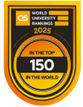 QS WORLD
UNIVERSITY
RANKINGS
2025
IN THE TOP
150
IN THE WORLD